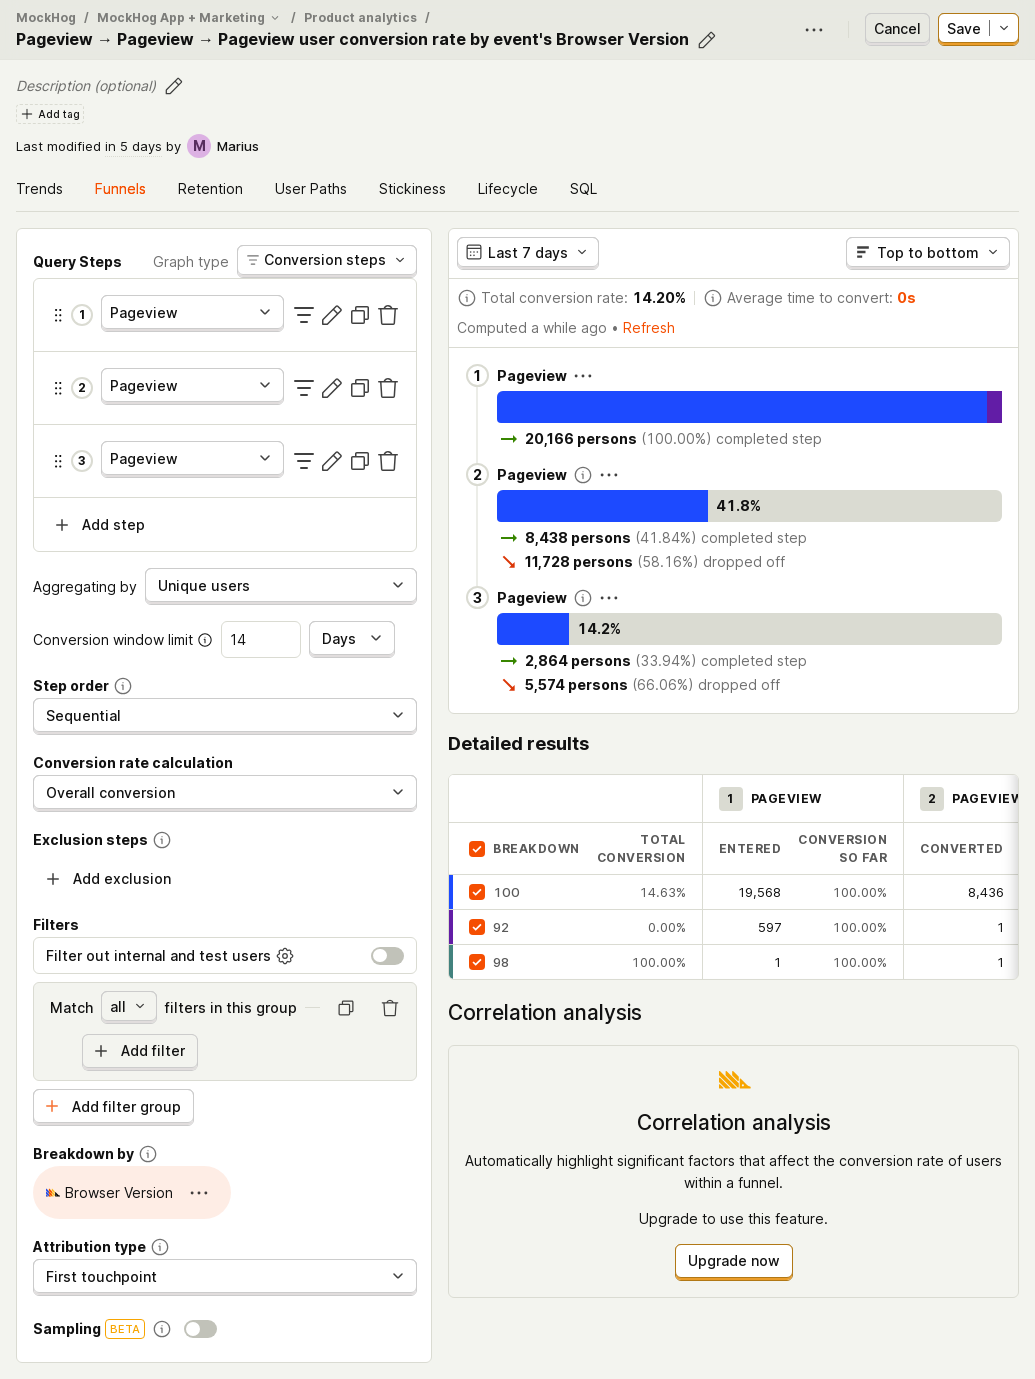 MockHog / MockHog App + Marketing / Product analytics /
Pageview → Pageview → Pageview user conversion rate by event's Browser Version
Cancel
Save
Description (optional)
Add tag
Last modified in 5 days by M Marius
Trends Funnels Retention User Paths Stickiness Lifecycle SQL
Query Steps
Graph type
Conversion steps
1 Pageview
2 Pageview
3 Pageview
Add step
Aggregating by Unique users
Conversion window limit 14 Days
Step order
Sequential
Conversion rate calculation
Overall conversion
Exclusion steps
Add exclusion
Filters
Filter out internal and test users
Match all filters in this group
Add filter
Add filter group
Breakdown by
Browser Version
Attribution type
First touchpoint
Sampling BETA
Last 7 days
Top to bottom
Total conversion rate: 14.20% Average time to convert: 0s
Computed a while ago • Refresh
1 Pageview
20,166 persons (100.00%) completed step
2 Pageview
41.8%
8,438 persons (41.84%) completed step
11,728 persons (58.16%) dropped off
3 Pageview
14.2%
2,864 persons (33.94%) completed step
5,574 persons (66.06%) dropped off
Detailed results
1 PAGEVIEW 2 PAGEVIEW
BREAKDOWN TOTAL CONVERSION ENTERED CONVERSION SO FAR CONVERTED
100 14.63% 19,568 100.00% 8,436
92 0.00% 597 100.00% 1
98 100.00% 1 100.00% 1
Correlation analysis
Correlation analysis
Automatically highlight significant factors that affect the conversion rate of users
within a funnel.
Upgrade to use this feature.
Upgrade now